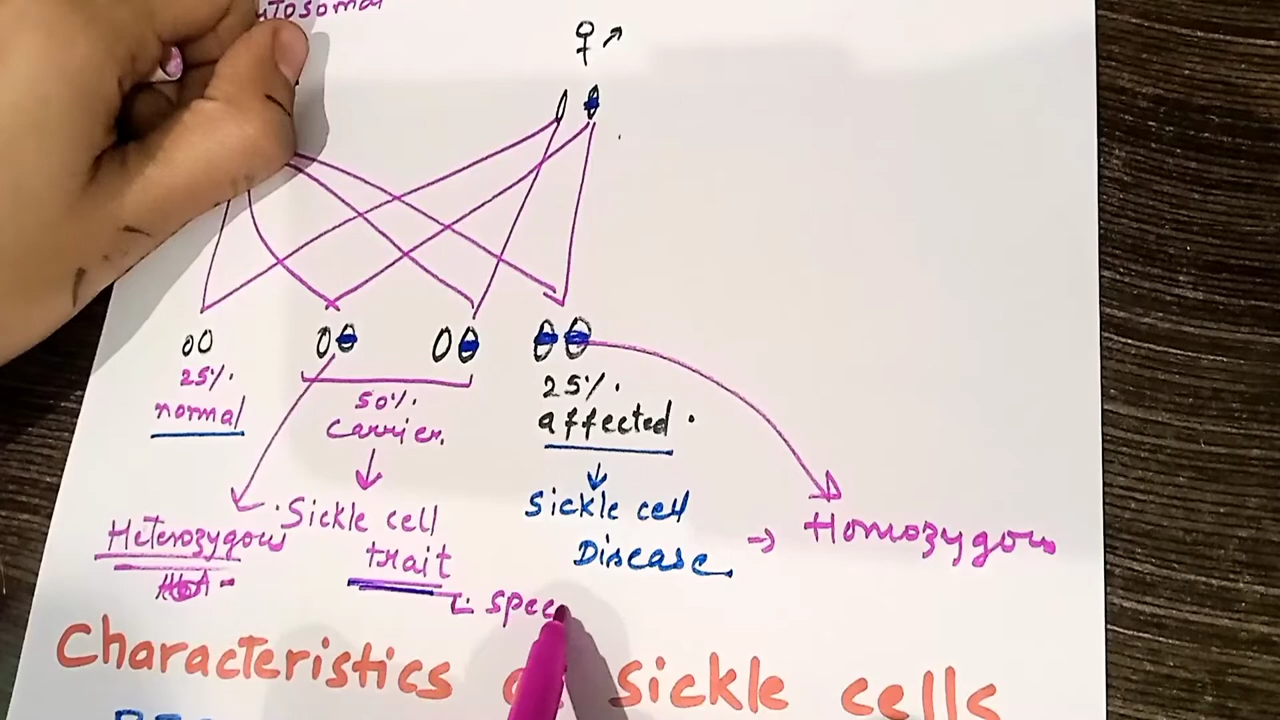 25%.
normal
50%.
carrier.
25%.
affected.
Heterozygous
Sickle cell
trait
Sickle cell
Disease
→ Homozygous
Characteristics
sickle cells